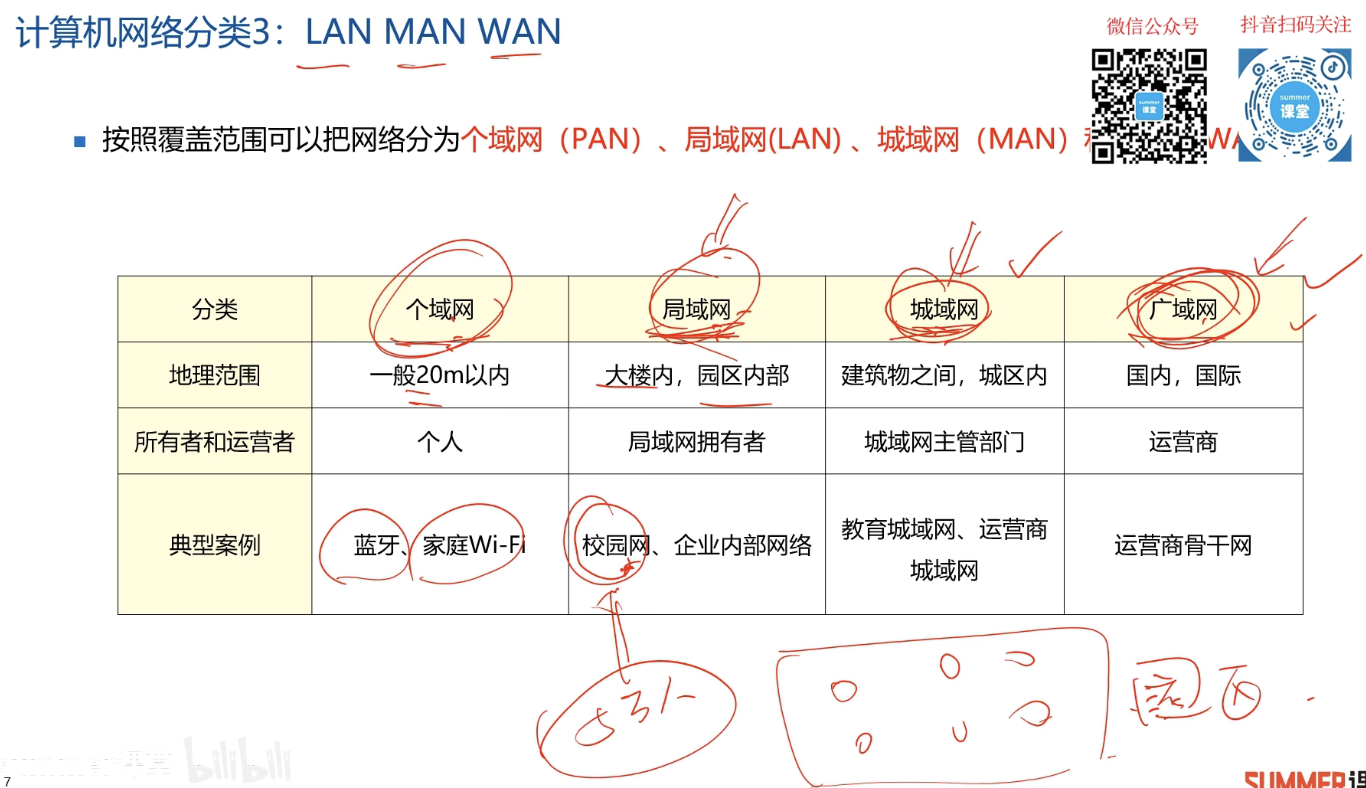 计算机网络分类3：LAN MAN WAN
微信公众号
抖音扫码关注
summer
课堂
summer
课堂
■ 按照覆盖范围可以把网络分为个域网（PAN）、局域网(LAN) 、城域网（MAN）
分类 个域网 局域网 城域网 广域网
地理范围 一般20m以内 大楼内，园区内部 建筑物之间，城区内 国内，国际
所有者和运营者 个人 局域网拥有者 城域网主管部门 运营商
典型案例 蓝牙、家庭Wi-Fi 校园网、企业内部网络 教育城域网、运营商
城域网 运营商骨干网
园区
bilibili
7
SUMMER课